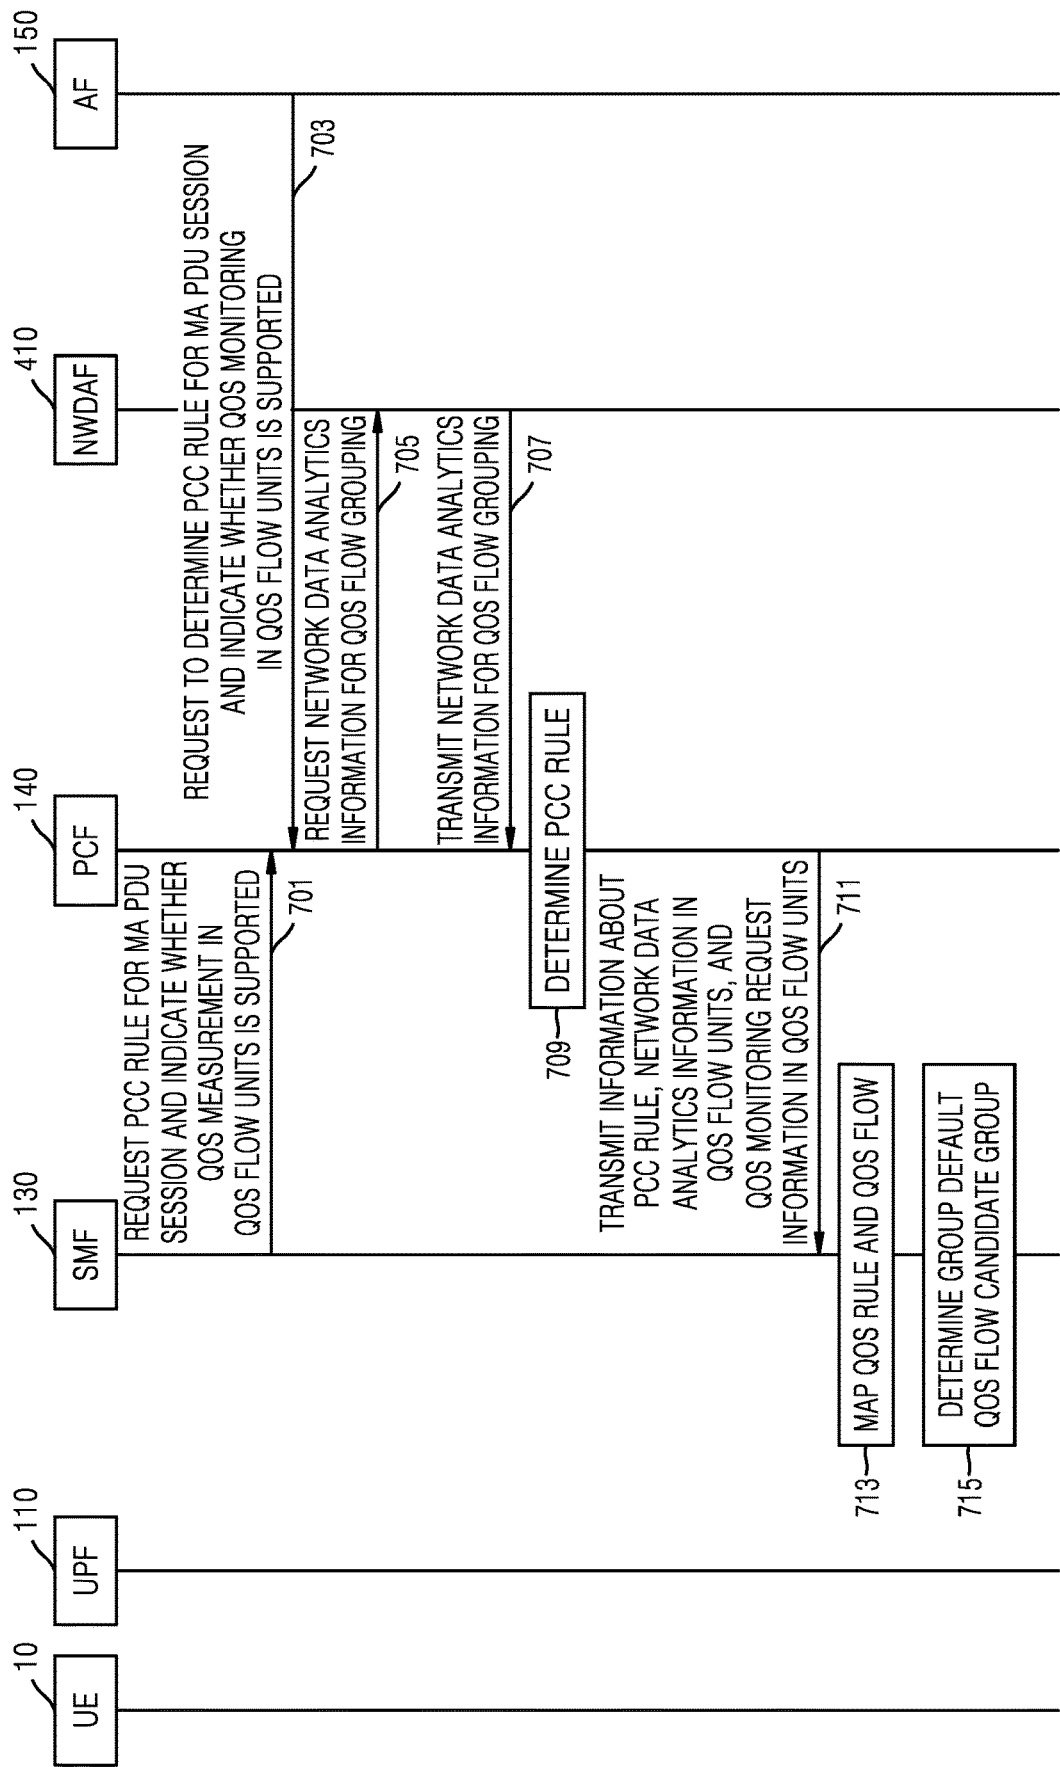 10
UE
110
UPF
130
SMF
140
PCF
410
NWDAF
150
AF
REQUEST PCC RULE FOR MA PDU
SESSION AND INDICATE WHETHER
QOS MEASUREMENT IN
QOS FLOW UNITS IS SUPPORTED
701
REQUEST TO DETERMINE PCC RULE FOR MA PDU SESSION
AND INDICATE WHETHER QOS MONITORING
IN QOS FLOW UNITS IS SUPPORTED
703
REQUEST NETWORK DATA ANALYTICS
INFORMATION FOR QOS FLOW GROUPING
705
TRANSMIT NETWORK DATA ANALYTICS
INFORMATION FOR QOS FLOW GROUPING
707
709
DETERMINE PCC RULE
TRANSMIT INFORMATION ABOUT
PCC RULE, NETWORK DATA
ANALYTICS INFORMATION IN
QOS FLOW UNITS, AND
QOS MONITORING REQUEST
INFORMATION IN QOS FLOW UNITS
711
713
MAP QOS RULE AND QOS FLOW
715
DETERMINE GROUP DEFAULT
QOS FLOW CANDIDATE GROUP